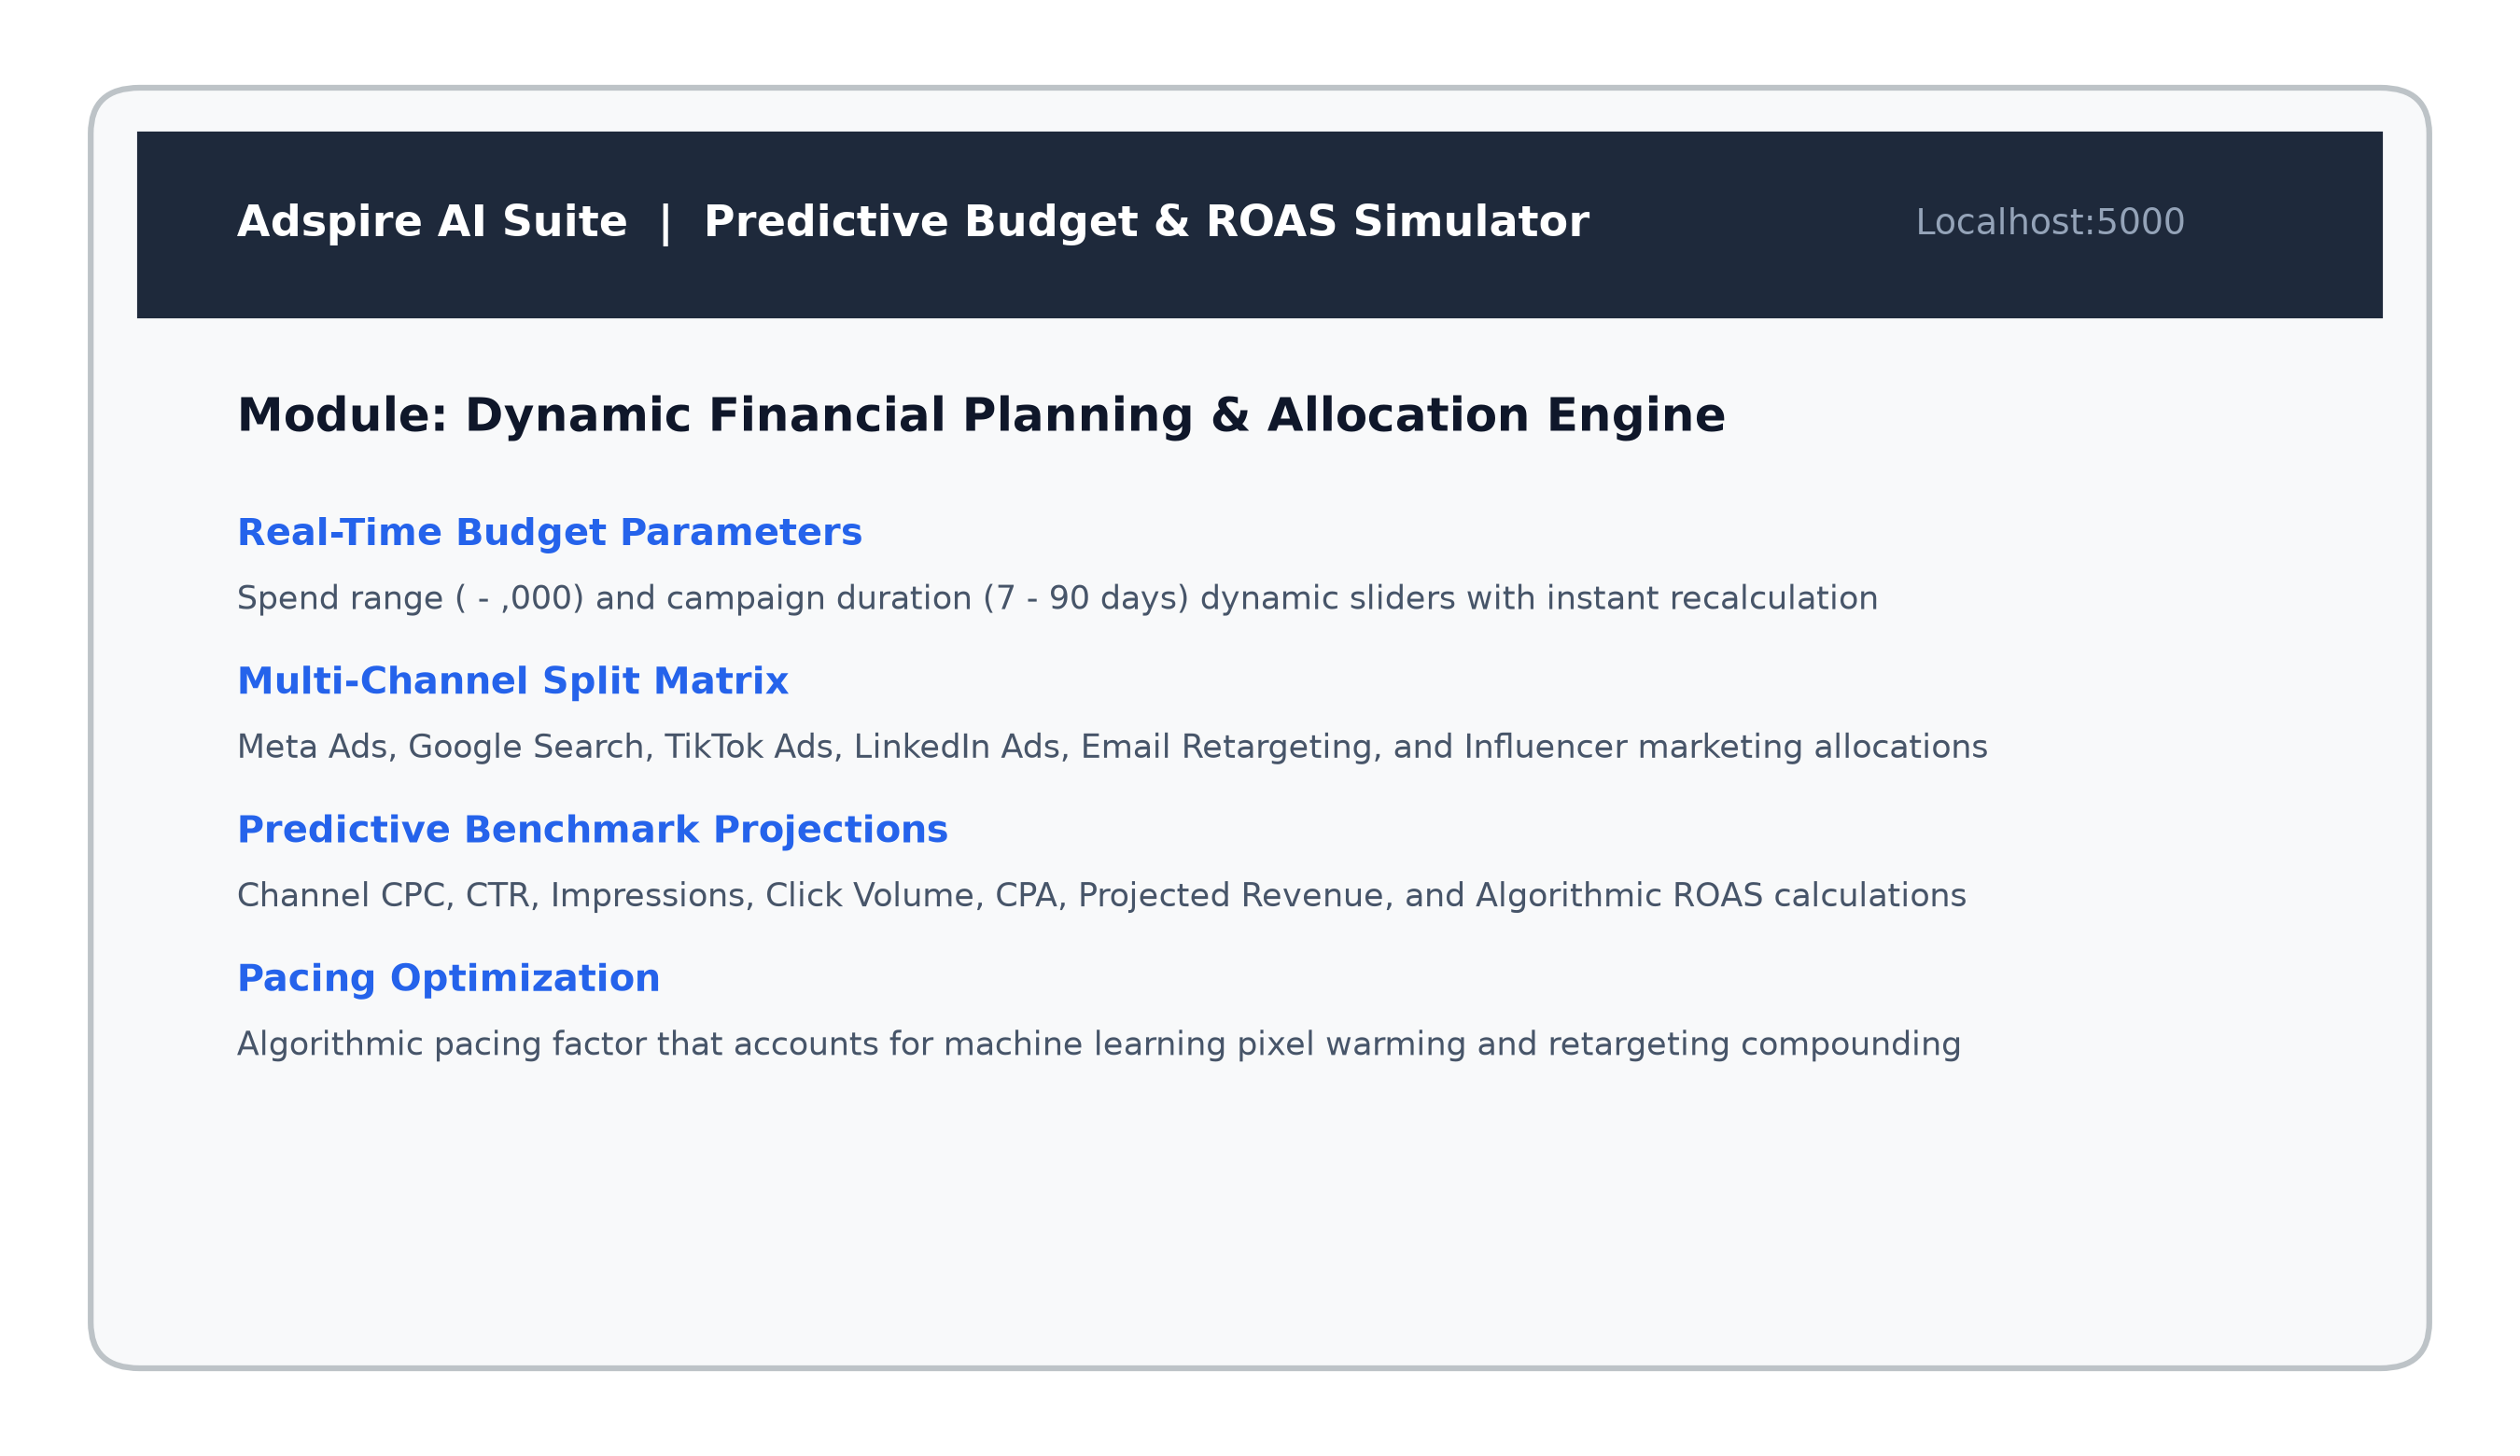 Adspire AI Suite | Predictive Budget & ROAS Simulator
Localhost:5000
Module: Dynamic Financial Planning & Allocation Engine
Real-Time Budget Parameters
Spend range ( - ,000) and campaign duration (7 - 90 days) dynamic sliders with instant recalculation
Multi-Channel Split Matrix
Meta Ads, Google Search, TikTok Ads, LinkedIn Ads, Email Retargeting, and Influencer marketing allocations
Predictive Benchmark Projections
Channel CPC, CTR, Impressions, Click Volume, CPA, Projected Revenue, and Algorithmic ROAS calculations
Pacing Optimization
Algorithmic pacing factor that accounts for machine learning pixel warming and retargeting compounding